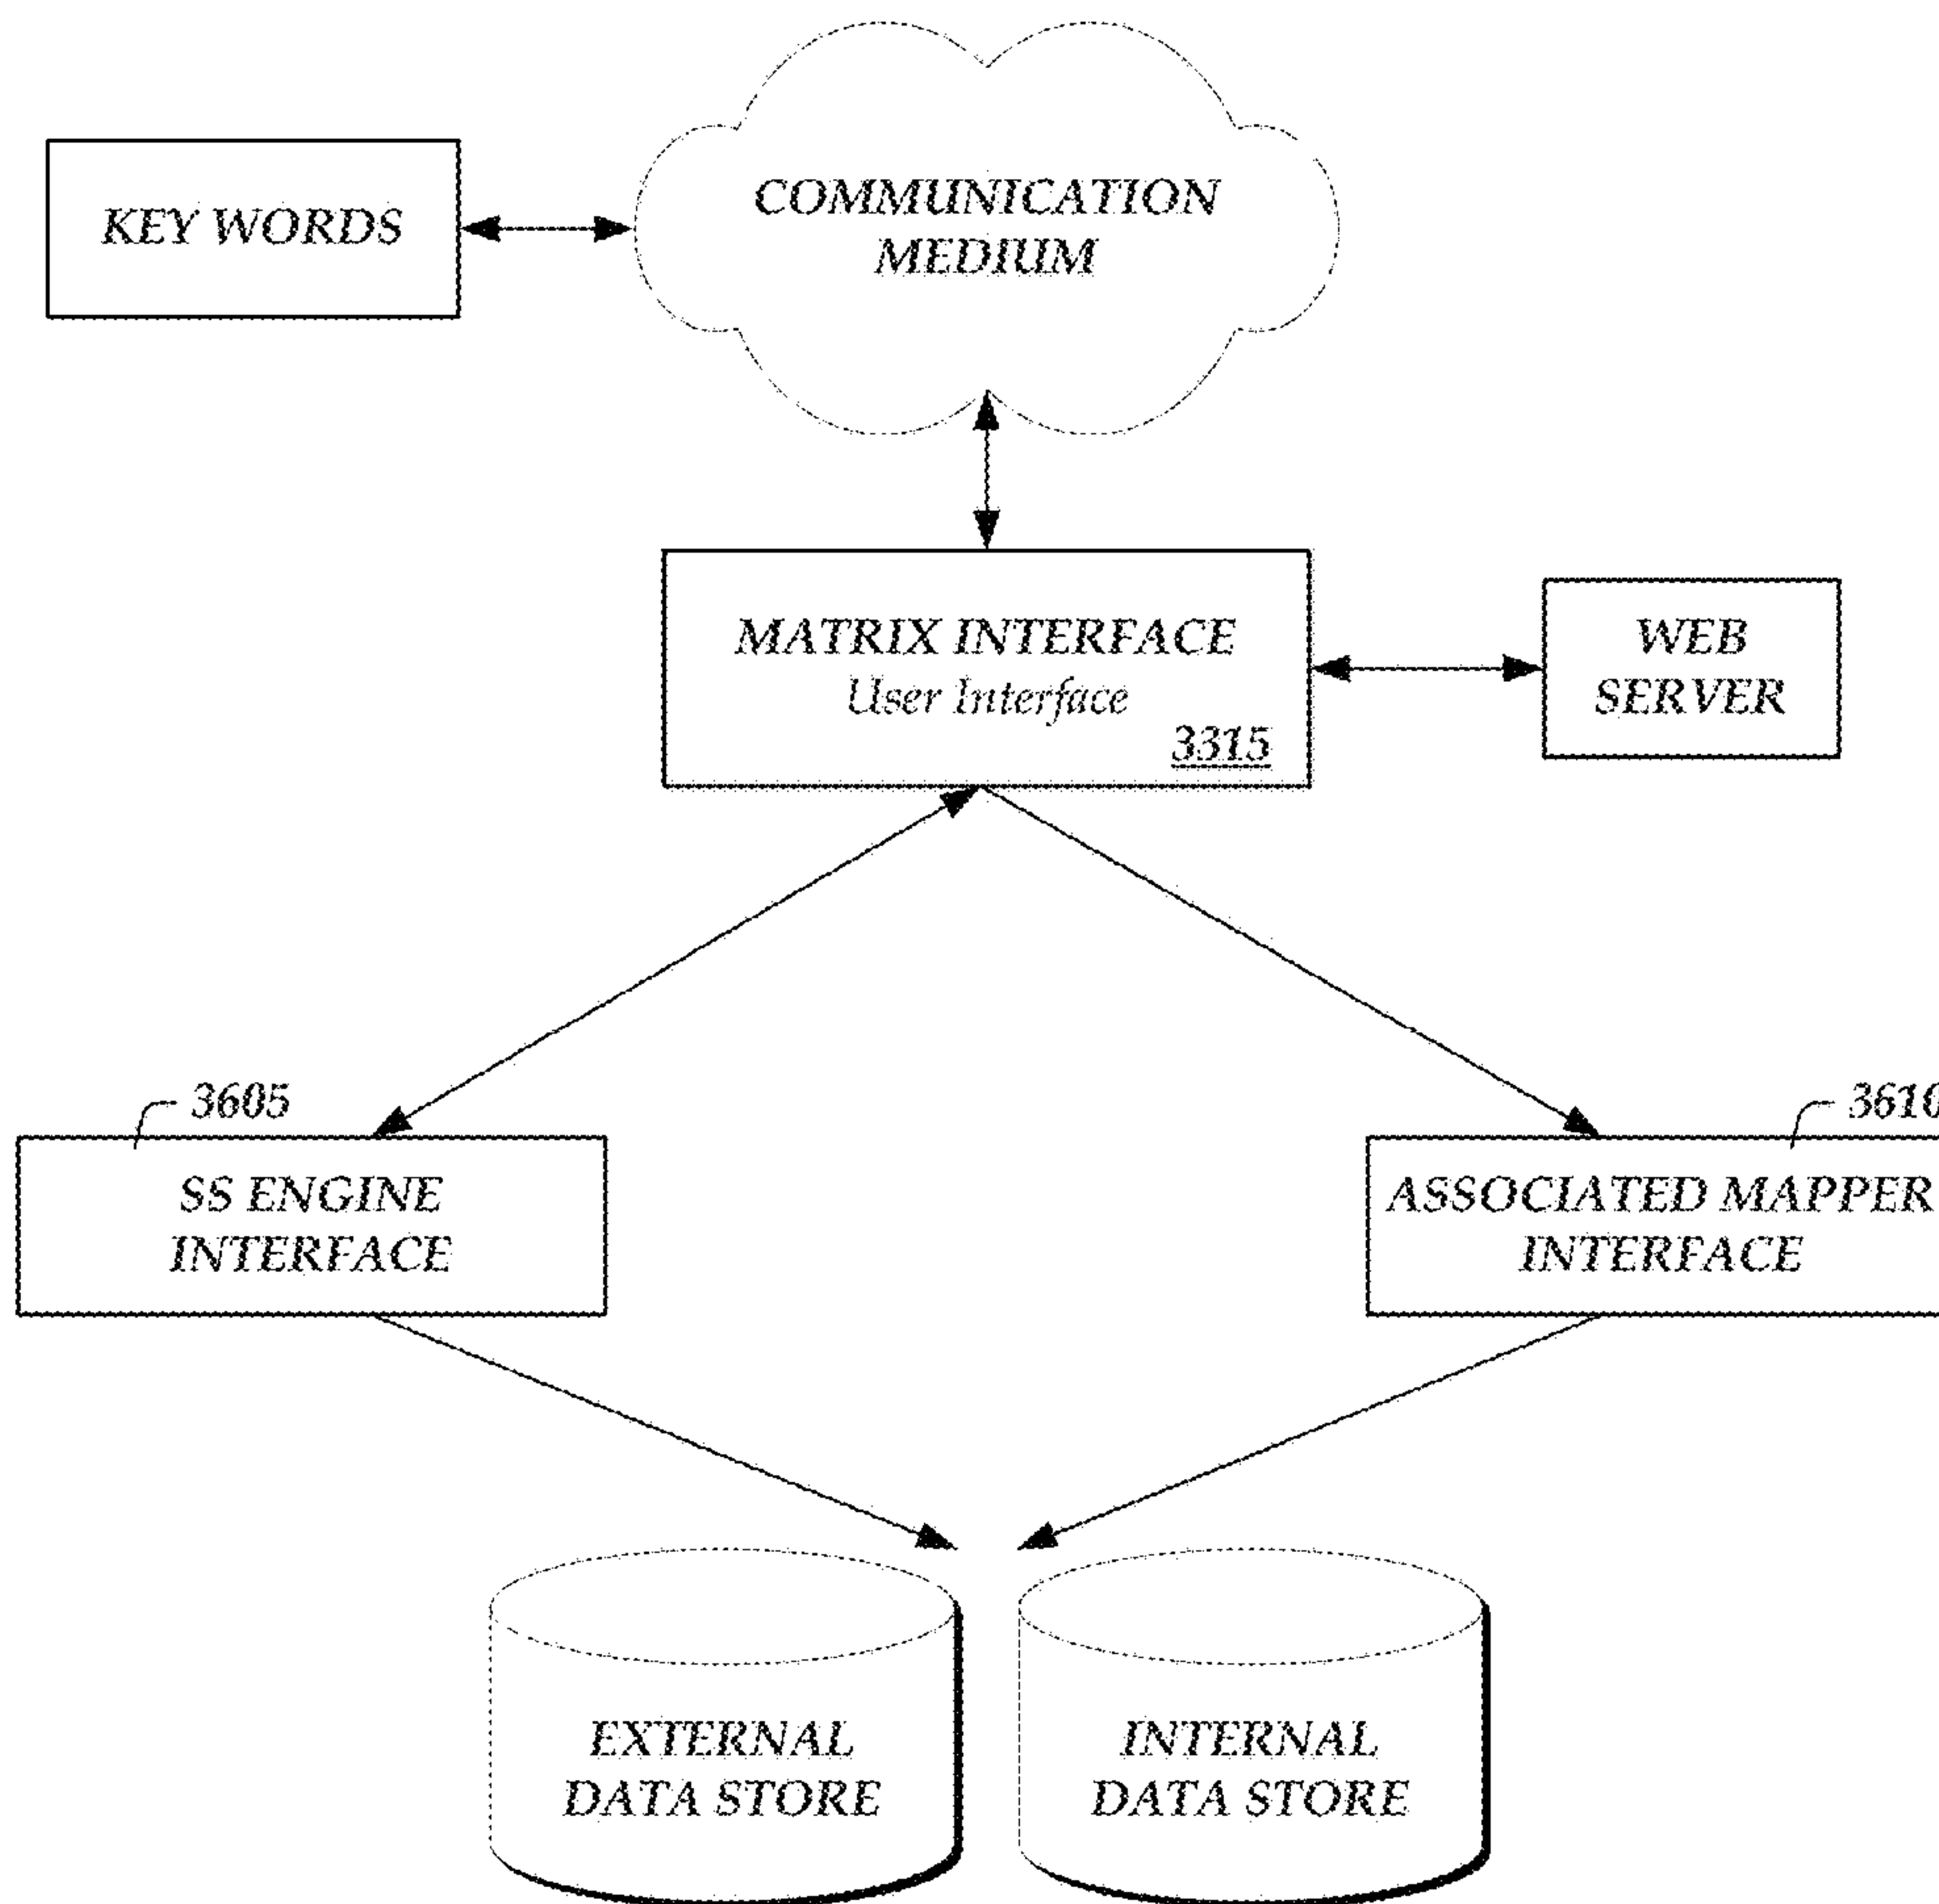 COMMUNICATION
MEDIUM
KEY WORDS
MATRIX INTERFACE
User Interface
3315
WEB
SERVER
3605
SS ENGINE
INTERFACE
3610
ASSOCIATED MAPPER
INTERFACE
EXTERNAL
DATA STORE
INTERNAL
DATA STORE